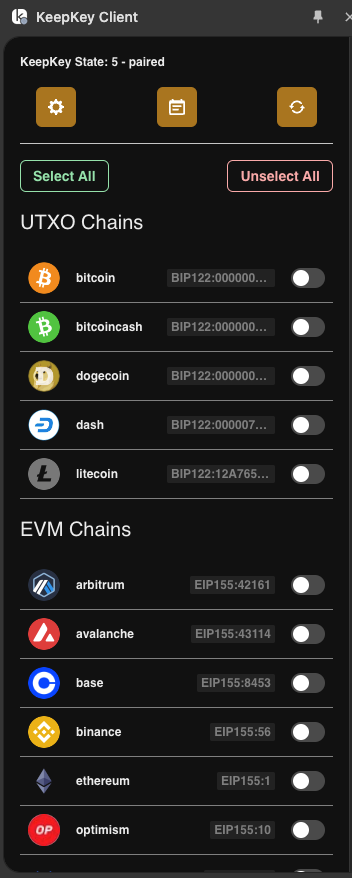 KeepKey Client
KeepKey State: 5 - paired
Select All
Unselect All
UTXO Chains
bitcoin BIP122:000000...
bitcoincash BIP122:000000...
dogecoin BIP122:000000...
dash BIP122:000007...
litecoin BIP122:12A765...
EVM Chains
arbitrum EIP155:42161
avalanche EIP155:43114
base EIP155:8453
binance EIP155:56
ethereum EIP155:1
OP optimism EIP155:10